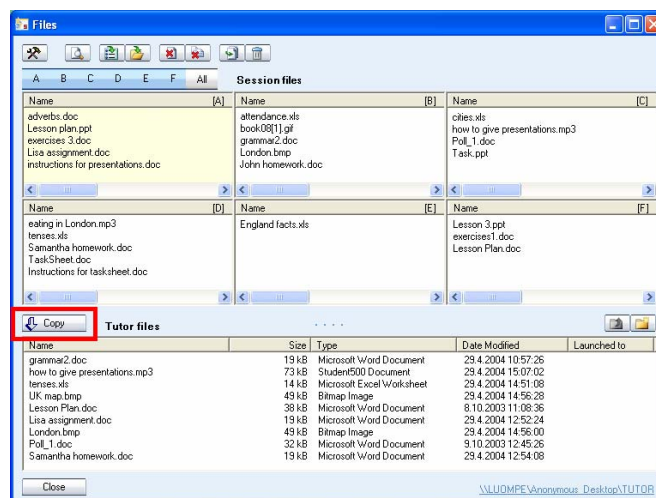 Files
A B C D E F All Session files
Name [A]
adverbs.doc
Lesson plan.ppt
exercises 3.doc
Lisa assignment.doc
instructions for presentations.doc
Name [B]
attendance.xls
book08[1].gif
grammar2.doc
London.bmp
John homework.doc
Name [C]
cities.xls
how to give presentations.mp3
Poll_1.doc
Task.ppt
Name [D]
eating in London.mp3
tenses.xls
Samantha homework.doc
TaskSheet.doc
Instructions for tasksheet.doc
Name [E]
England facts.xls
Name [F]
Lesson 3.ppt
exercises1.doc
Lesson Plan.doc
Copy Tutor files
Name Size Type Date Modified Launched to
grammar2.doc 19 kB Microsoft Word Document 29.4.2004 10:57:26
how to give presentations.mp3 73 kB Student500 Document 29.4.2004 15:07:02
tenses.xls 14 kB Microsoft Excel Worksheet 29.4.2004 14:51:08
UK map.bmp 49 kB Bitmap Image 29.4.2004 14:56:28
Lesson Plan.doc 38 kB Microsoft Word Document 8.10.2003 11:08:36
Lisa assignment.doc 19 kB Microsoft Word Document 29.4.2004 12:52:24
London.bmp 49 kB Bitmap Image 29.4.2004 14:56:00
Poll_1.doc 32 kB Microsoft Word Document 9.10.2003 12:45:26
Samantha homework.doc 19 kB Microsoft Word Document 29.4.2004 12:54:08
Close \\LUOMPE\Anonymous_Desktop\TUTOR